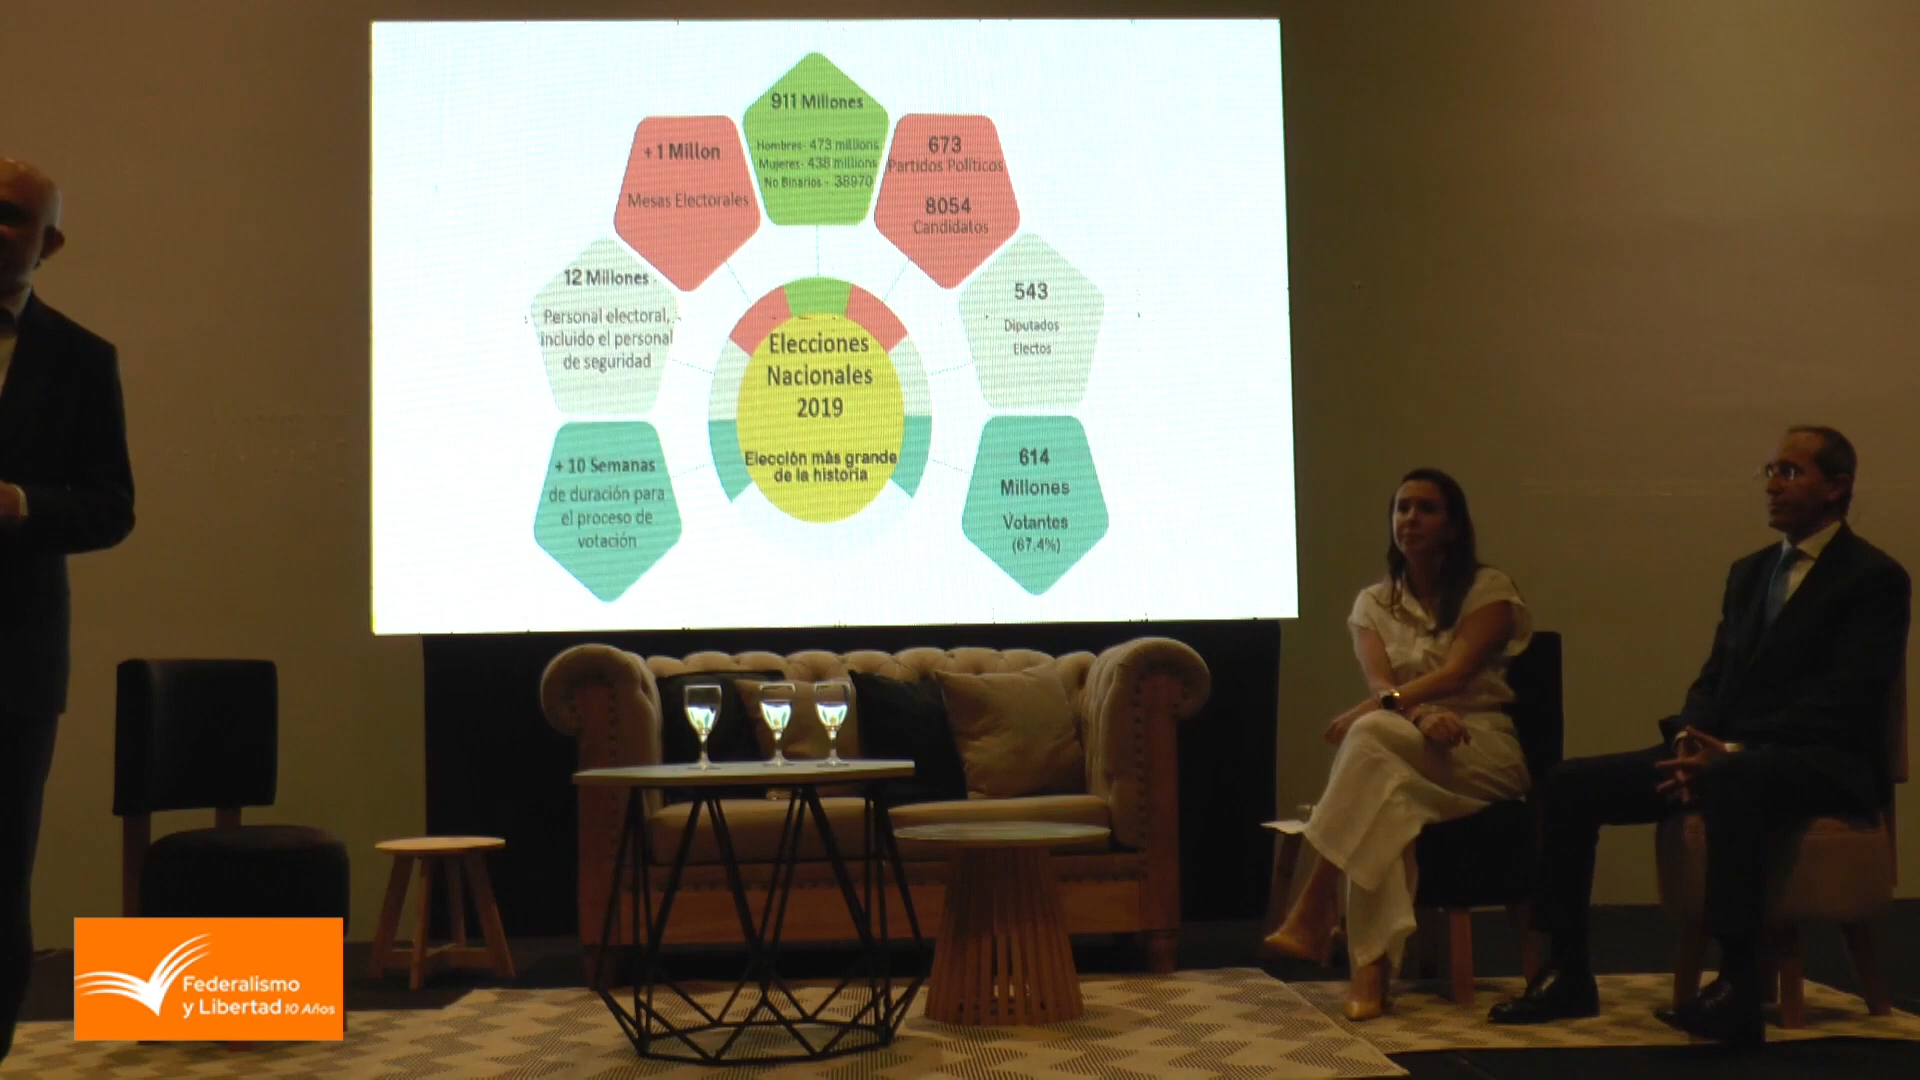 911 Millones
Hombres- 473 millions
Mujeres- 438 millions
No Binarios - 38970
+ 1 Millon
Mesas Electorales
673
Partidos Políticos
8054
Candidatos
12 Millones
Personal electoral,
incluido el personal
de seguridad
543
Diputados
Electos
Elecciones
Nacionales
2019
Elección más grande
de la historia
+ 10 Semanas
de duración para
el proceso de
votación
614
Millones
Votantes
(67.4%)
Federalismo
y Libertad 10 Años